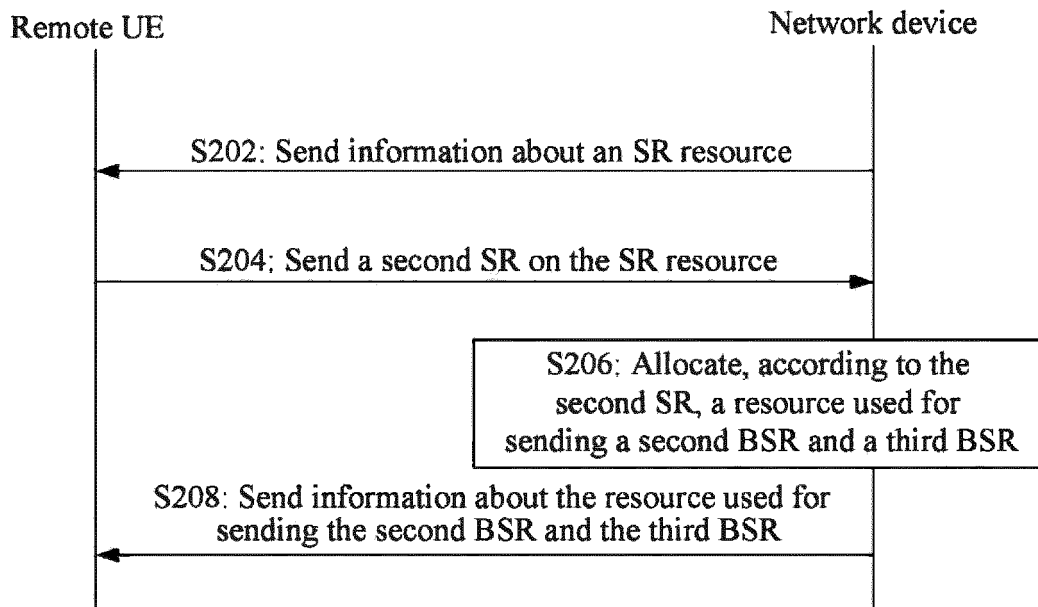 Remote UE
Network device
S202: Send information about an SR resource
S204: Send a second SR on the SR resource
S206: Allocate, according to the
second SR, a resource used for
sending a second BSR and a third BSR
S208: Send information about the resource used for
sending the second BSR and the third BSR